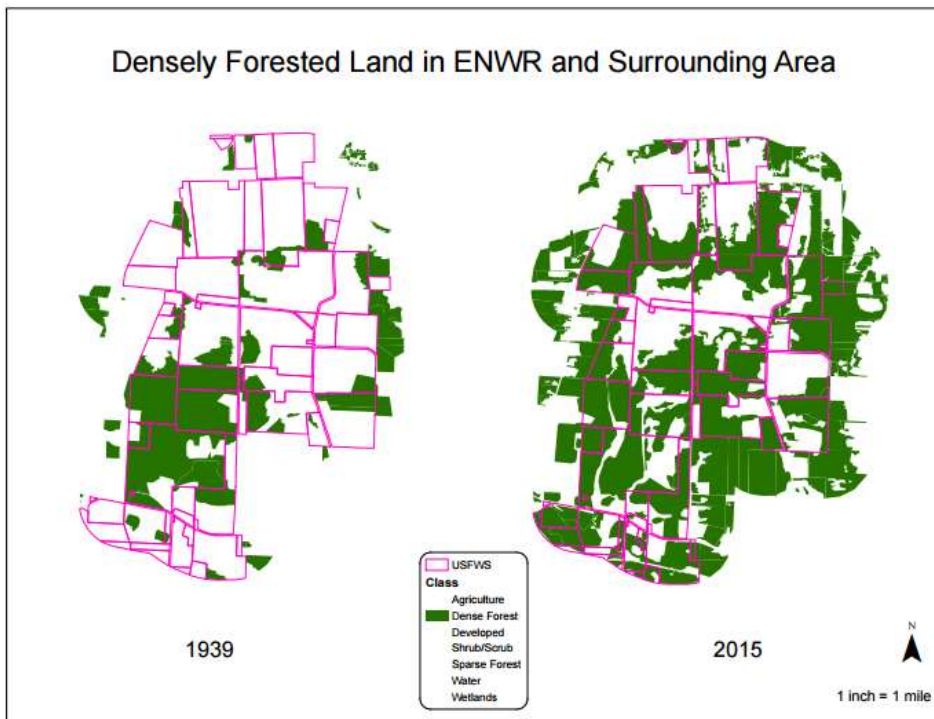 Densely Forested Land in ENWR and Surrounding Area
USFWS
Class
Agriculture
Dense Forest
Developed
Shrub/Scrub
Sparse Forest
Water
Wetlands
1939
2015
N
1 inch = 1 mile